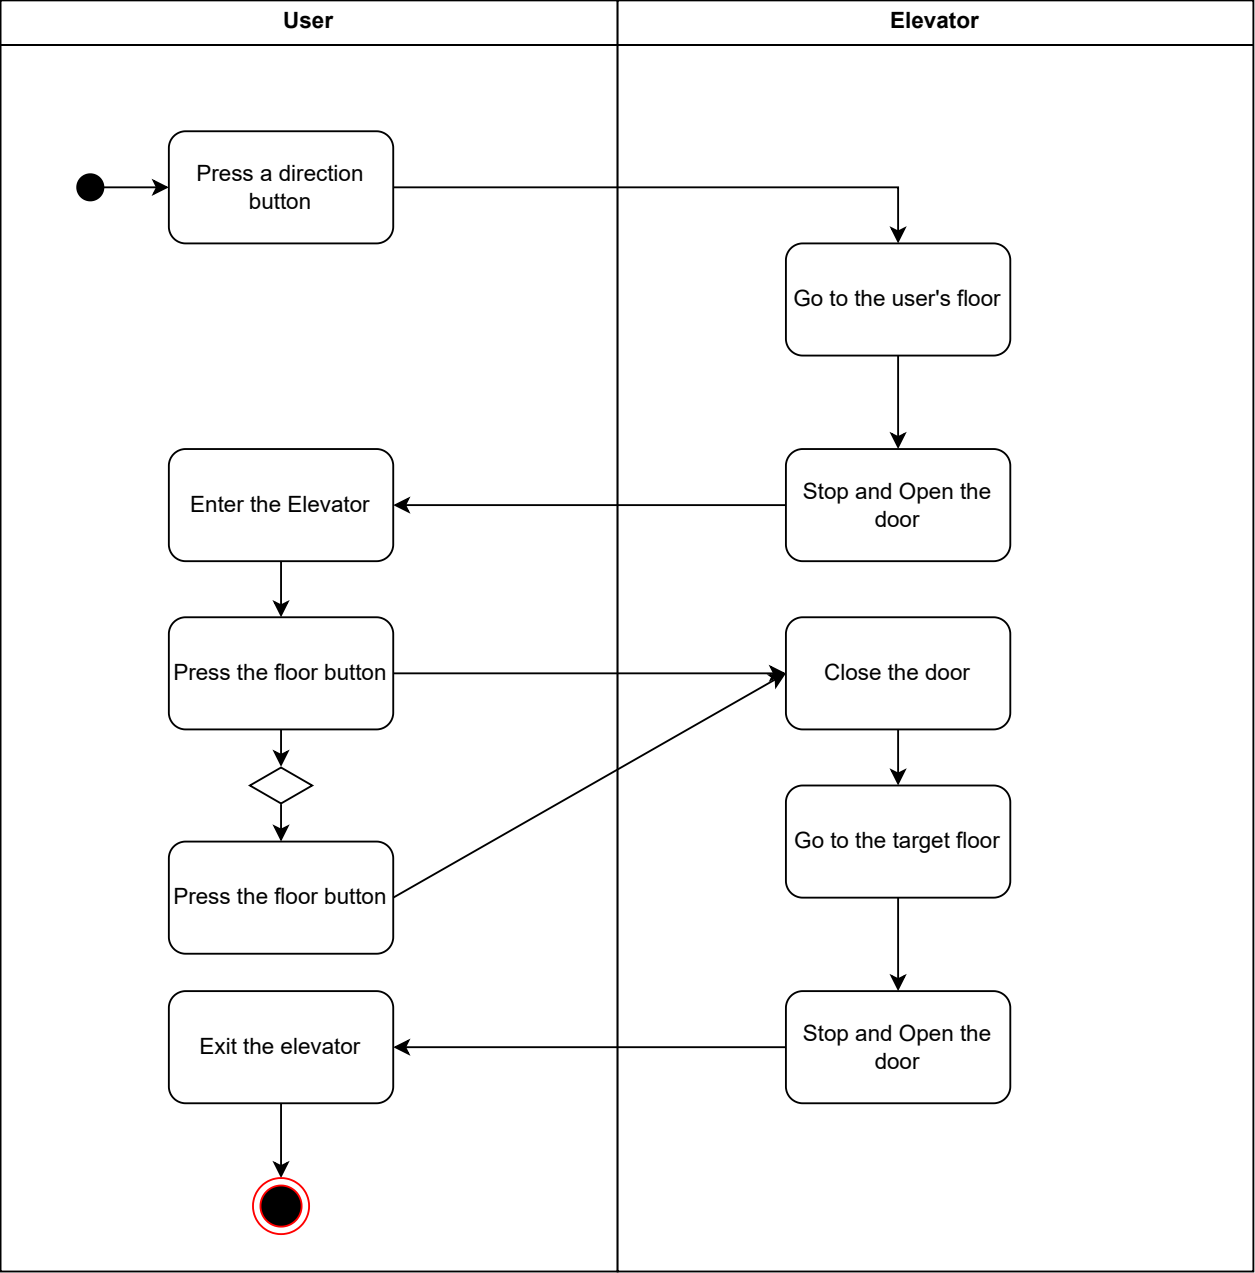 User
Elevator
Press a direction
button
Go to the user's floor
Enter the Elevator
Stop and Open the
door
Press the floor button
Close the door
Go to the target floor
Press the floor button
Exit the elevator
Stop and Open the
door